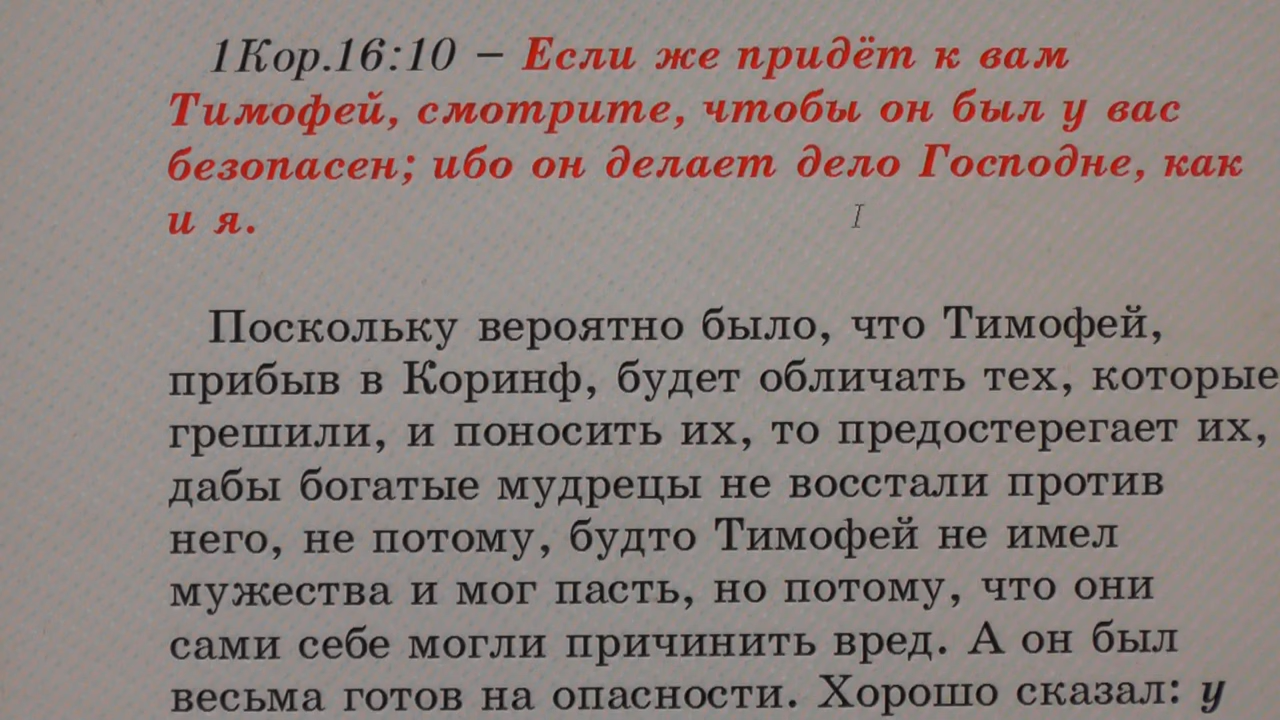 1Кор.16:10 – Если же придёт к вам
Тимофей, смотрите, чтобы он был у вас
безопасен; ибо он делает дело Господне, как
и я.
Поскольку вероятно было, что Тимофей,
прибыв в Коринф, будет обличать тех, которые
грешили, и поносить их, то предостерегает их,
дабы богатые мудрецы не восстали против
него, не потому, будто Тимофей не имел
мужества и мог пасть, но потому, что они
сами себе могли причинить вред. А он был
весьма готов на опасности. Хорошо сказал: у